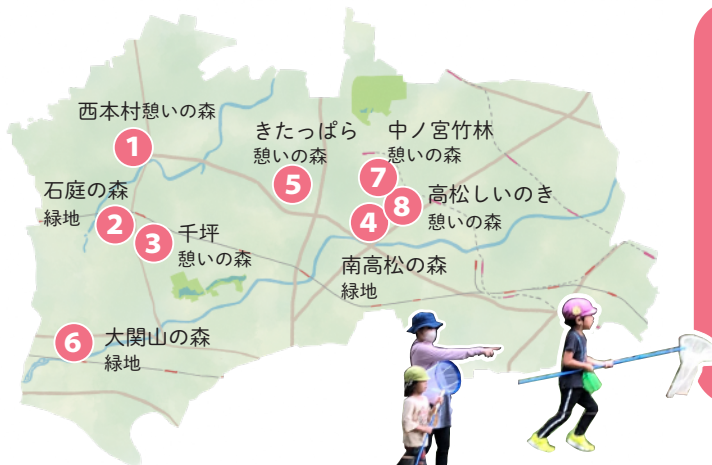 西本村憩いの森
1
石庭の森
緑地
2
3
千坪
憩いの森
きたっぱら
憩いの森
5
中ノ宮竹林
憩いの森
7
8
高松しいのき
憩いの森
4
南高松の森
緑地
6
大関山の森
緑地